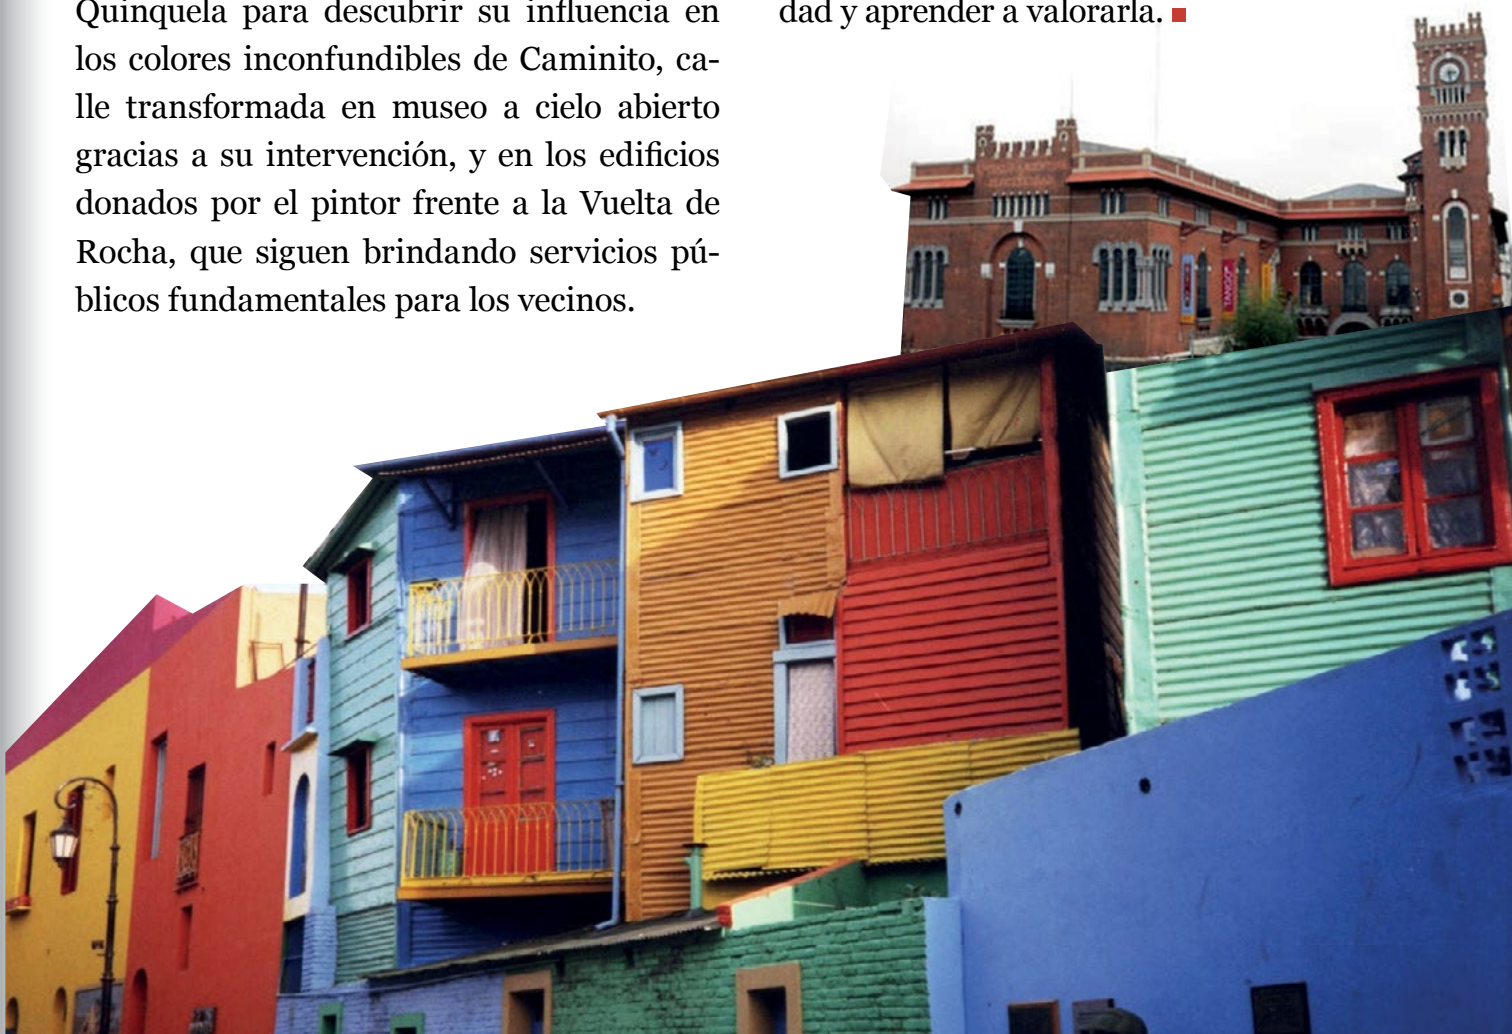 Quinquela para descubrir su influencia en
los colores inconfundibles de Caminito, ca-
lle transformada en museo a cielo abierto
gracias a su intervención, y en los edificios
donados por el pintor frente a la Vuelta de
Rocha, que siguen brindando servicios pú-
blicos fundamentales para los vecinos.
dad y aprender a valorarla.
TANGO